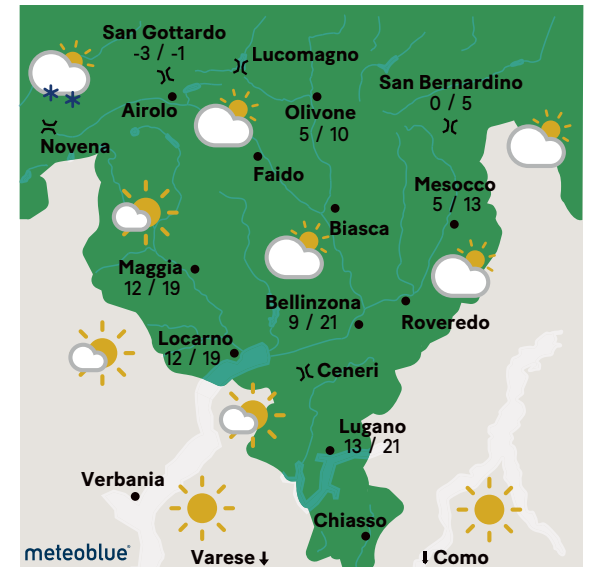 San Gottardo
-3 / -1
Lucomagno
San Bernardino
0 / 5
Airolo
Olivone
5 / 10
Novena
Faido
Mesocco
5 / 13
Biasca
Maggia
12 / 19
Bellinzona
9 / 21
Roveredo
Locarno
12 / 19
Ceneri
Lugano
13 / 21
Verbania
Chiasso
meteoblue®
Varese ↓
↓ Como